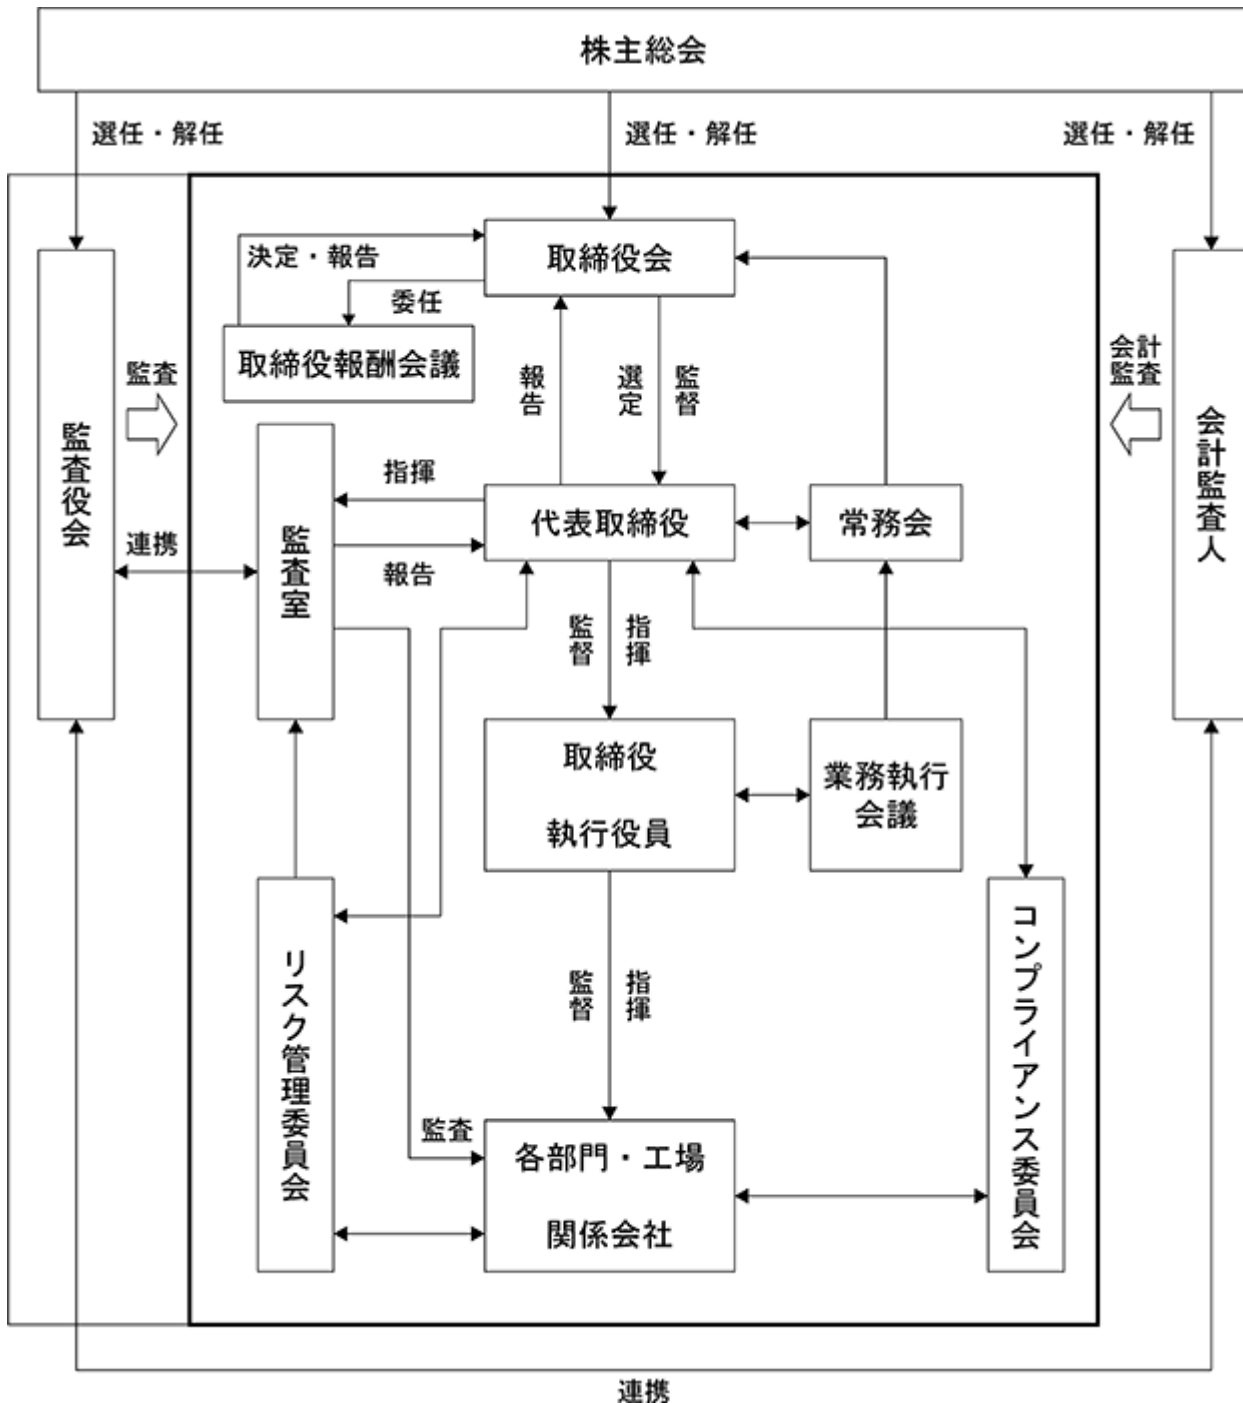 株主総会
選任・解任
選任・解任
選任・解任
取締役会
決定・報告
委任
取締役報酬会議
監査
会計
監査
報告
選定
監督
監査役会
会計監査人
指揮
代表取締役
常務会
連携
監査室
報告
監督
指揮
取締役
執行役員
業務執行
会議
リスク管理委員会
コンプライアンス委員会
監督
指揮
監査
各部門・工場
関係会社
連携